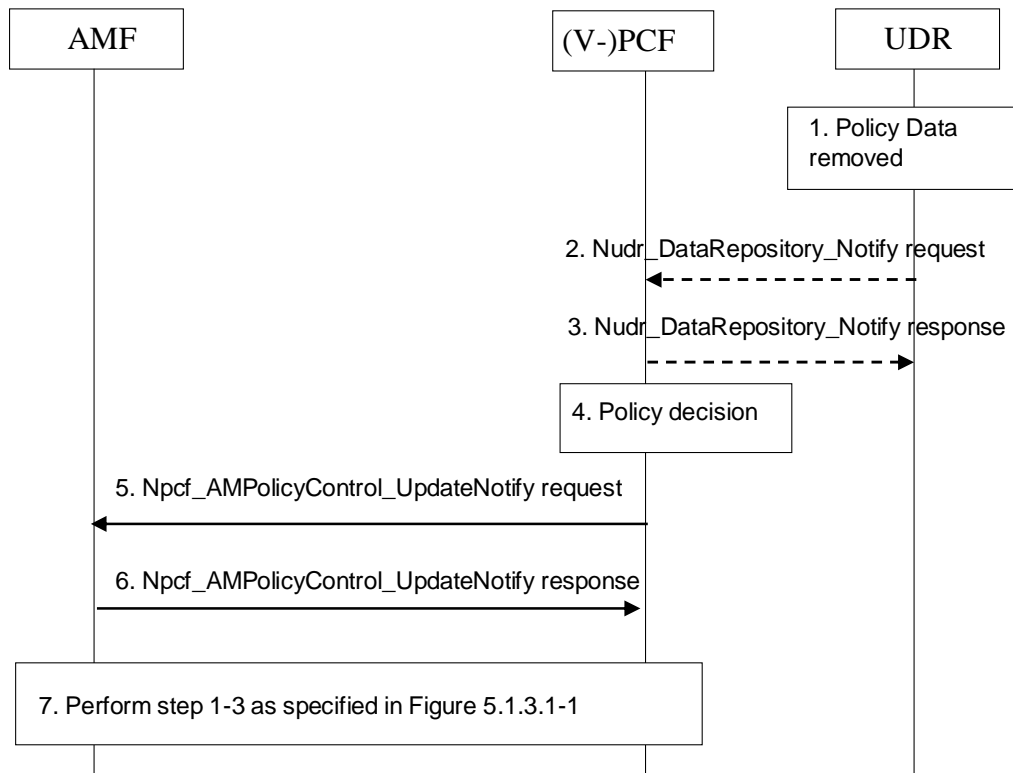 AMF
(V-)PCF
UDR
1. Policy Data
removed
2. Nudr_DataRepository_Notify request
3. Nudr_DataRepository_Notify response
4. Policy decision
5. Npcf_AMPolicyControl_UpdateNotify request
6. Npcf_AMPolicyControl_UpdateNotify response
7. Perform step 1-3 as specified in Figure 5.1.3.1-1